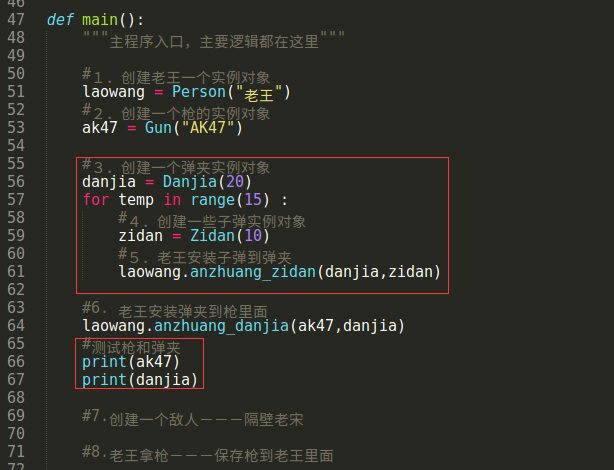 46
47 def main():
48 """主程序入口，主要逻辑都在这里"""
49
50 #１．创建老王一个实例对象
51 laowang = Person("老王")
52 #２．创建一个枪的实例对象
53 ak47 = Gun("AK47")
54
55 #３．创建一个弹夹实例对象
56 danjia = Danjia(20)
57 for temp in range(15) :
58 #４．创建一些子弹实例对象
59 zidan = Zidan(10)
60 #５．老王安装子弹到弹夹
61 laowang.anzhuang_zidan(danjia,zidan)
62
63 #6. 老王安装弹夹到枪里面
64 laowang.anzhuang_danjia(ak47,danjia)
65 #测试枪和弹夹
66 print(ak47)
67 print(danjia)
68
69 #7.创建一个敌人－－－隔壁老宋
70
71 #8.老王拿枪－－－保存枪到老王里面
72